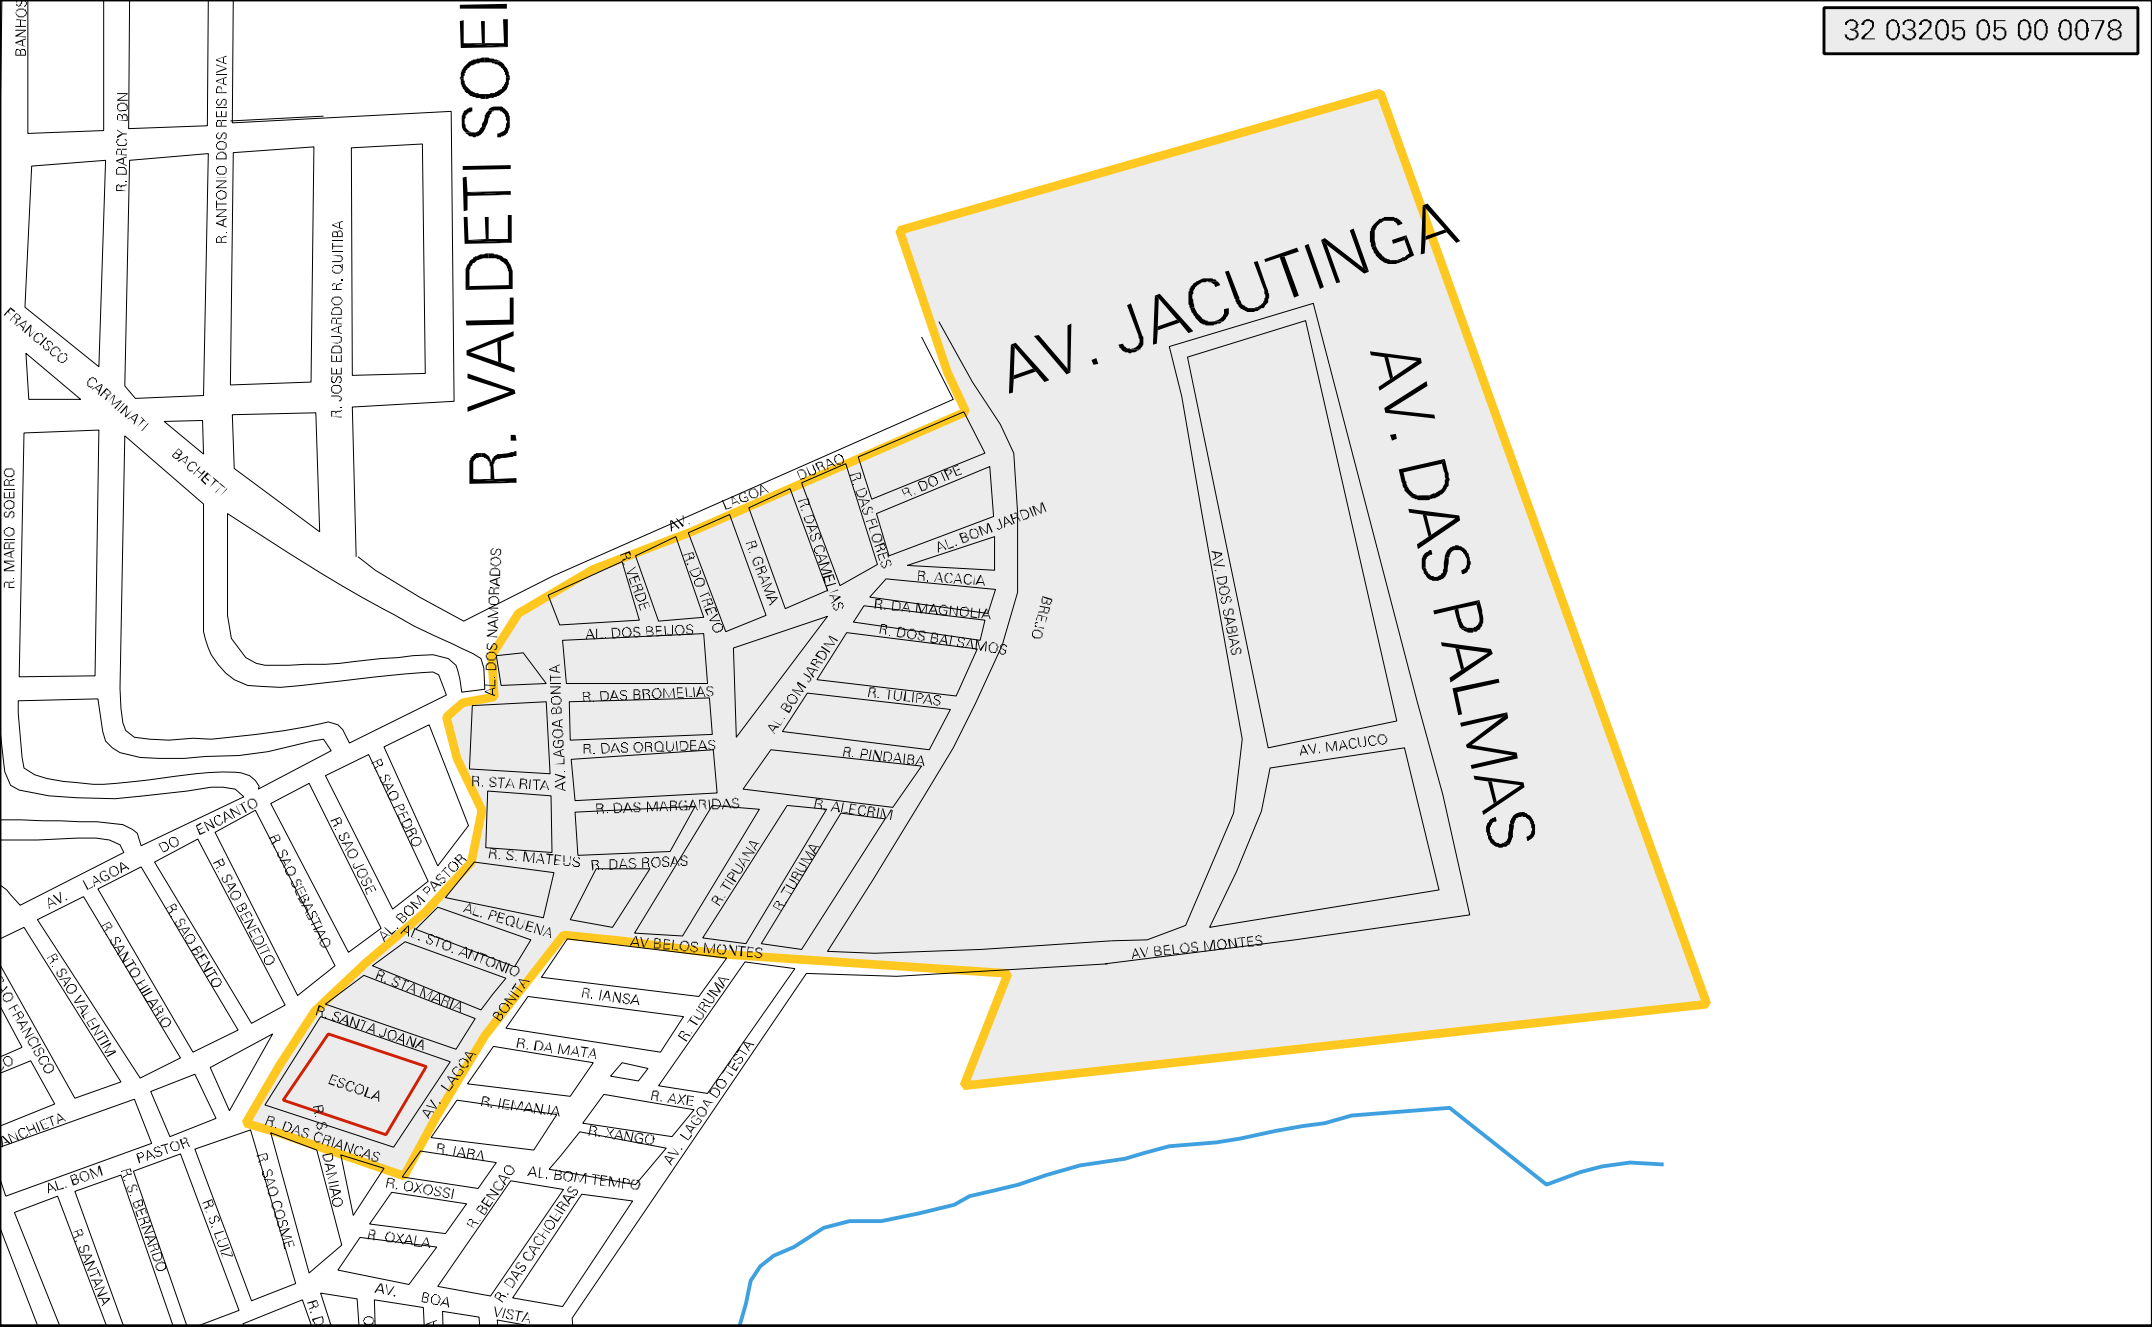 32 03205 05 00 0078
BANHOS
R. DARCY BON
R. ANTONIO DOS REIS PAIVA
R. JOSE EDUARDO R. QUITIBA
R. VALDETI SOEI
FRANCISCO CARMINATI BACHETTI
R. MARIO SOEIRO
AV. JACUTINGA
AV. DAS PALMAS
AV. LAGOA DURAO
R. DAS FLORES
R. DO IPE
AL. BOM JARDIM
R. VERDE
R. DO TREVO
R. GRAMA
R. DAS CAMELIAS
R. ACACIA
R. DA MAGNOLIA
R. DOS BALSAMOS
BREJO
AV. DOS SABIAS
AL. DOS NAMORADOS
AL. DOS BEIJOS
AL. BOM JARDIM
R. TULIPAS
AV. LAGOA BONITA
R. DAS BROMELIAS
R. DAS ORQUIDEAS
R. PINDAIBA
AV. MACUCO
R. STA RITA
R. DAS MARGARIDAS
R. ALECRIM
R. SAO PEDRO
AV. LAGOA DO ENCANTO
R. SAO JOSE
R. SAO SEBASTIAO
R. SAO BENEDITO
R. S. MATEUS
R. DAS ROSAS
R. TIPUANA
R. TURUMA
AL. BOM PASTOR
AL. PEQUENA
R. SAO BENTO
R. SANTO HILARIO
R. SAO VALENTIM
AO FRANCISCO
AL. STO. ANTONIO
AV BELOS MONTES
AV BELOS MONTES
R. STA MARIA
R. IANSA
R. TURUMA
R. SANTA JOANA
AV. LAGOA BONITA
R. DA MATA
ESCOLA
R. S. DAMIAO
R. IEMANJA
R. AXE
AV. LAGOA DO TESTA
R. DAS CRIANCAS
R. XANGO
ANCHIETA
AL. BOM PASTOR
R. IARA
AL. BOM TEMPO
R. OXOSSI
R. BENCAO
R. DAS CACHOEIRAS
R. S. BERNARDO
R. S. LUIZ
R. SAO COSME
R. SANTANA
R. OXALA
AV. BOA VISTA
R. D